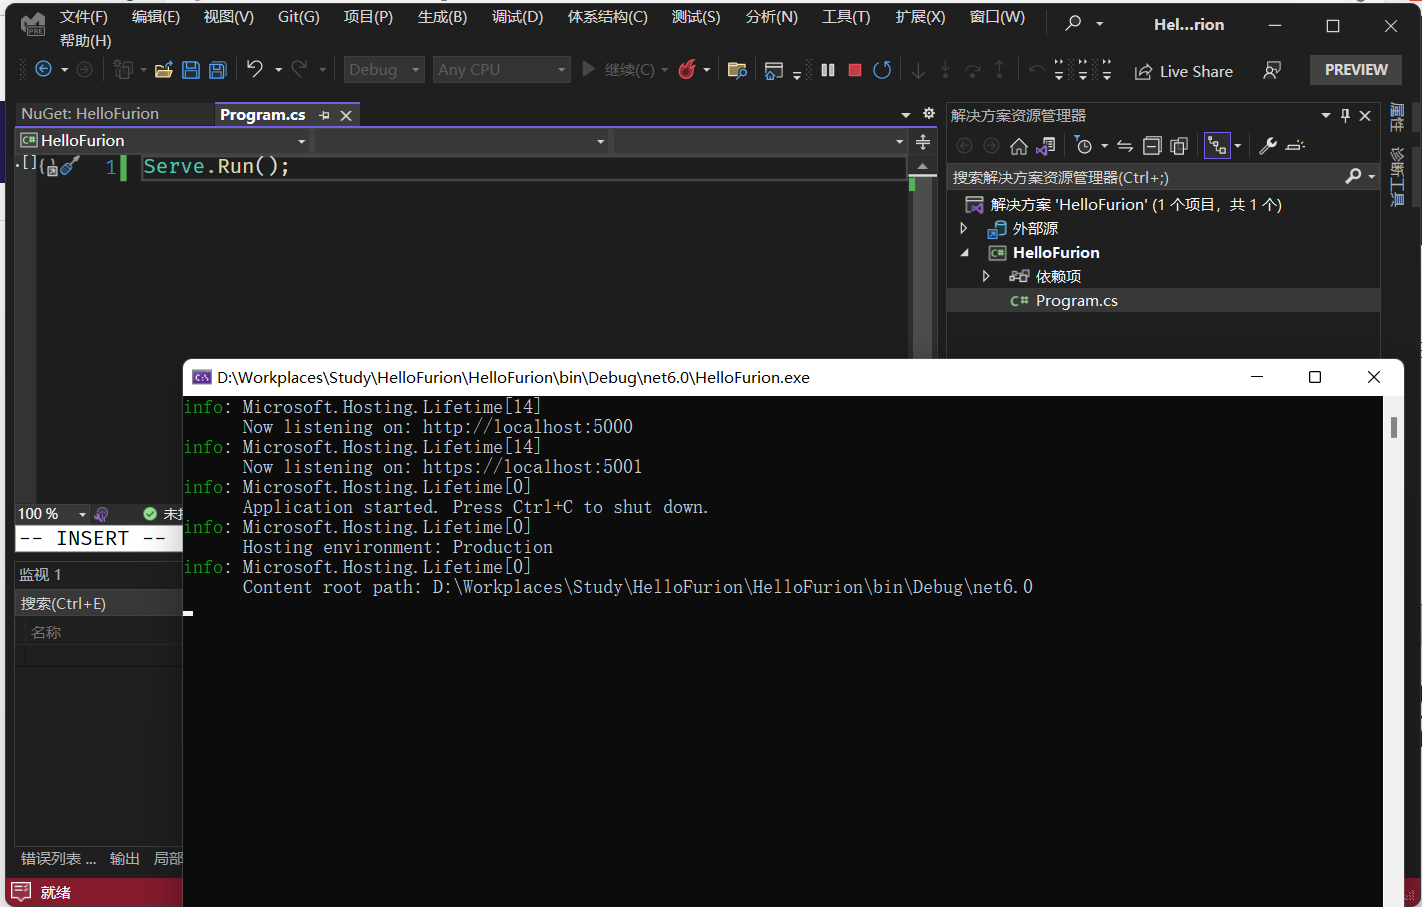 文件(F) 编辑(E) 视图(V) Git(G) 项目(P) 生成(B) 调试(D) 体系结构(C) 测试(S) 分析(N) 工具(T) 扩展(X) 窗口(W) Hel...rion
帮助(H)
PRE
Debug Any CPU 继续(C) Live Share PREVIEW
NuGet: HelloFurion Program.cs
C# HelloFurion
1 Serve.Run();
解决方案资源管理器
搜索解决方案资源管理器(Ctrl+;)
解决方案 'HelloFurion' (1 个项目，共 1 个)
外部源
C# HelloFurion
依赖项
C# Program.cs
属性
诊断工具
D:\Workplaces\Study\HelloFurion\HelloFurion\bin\Debug\net6.0\HelloFurion.exe
info: Microsoft.Hosting.Lifetime[14]
Now listening on: http://localhost:5000
info: Microsoft.Hosting.Lifetime[14]
Now listening on: https://localhost:5001
info: Microsoft.Hosting.Lifetime[0]
Application started. Press Ctrl+C to shut down.
info: Microsoft.Hosting.Lifetime[0]
Hosting environment: Production
info: Microsoft.Hosting.Lifetime[0]
Content root path: D:\Workplaces\Study\HelloFurion\HelloFurion\bin\Debug\net6.0
100 % 未
-- INSERT --
监视 1
搜索(Ctrl+E)
名称
错误列表 ... 输出 局部
就绪